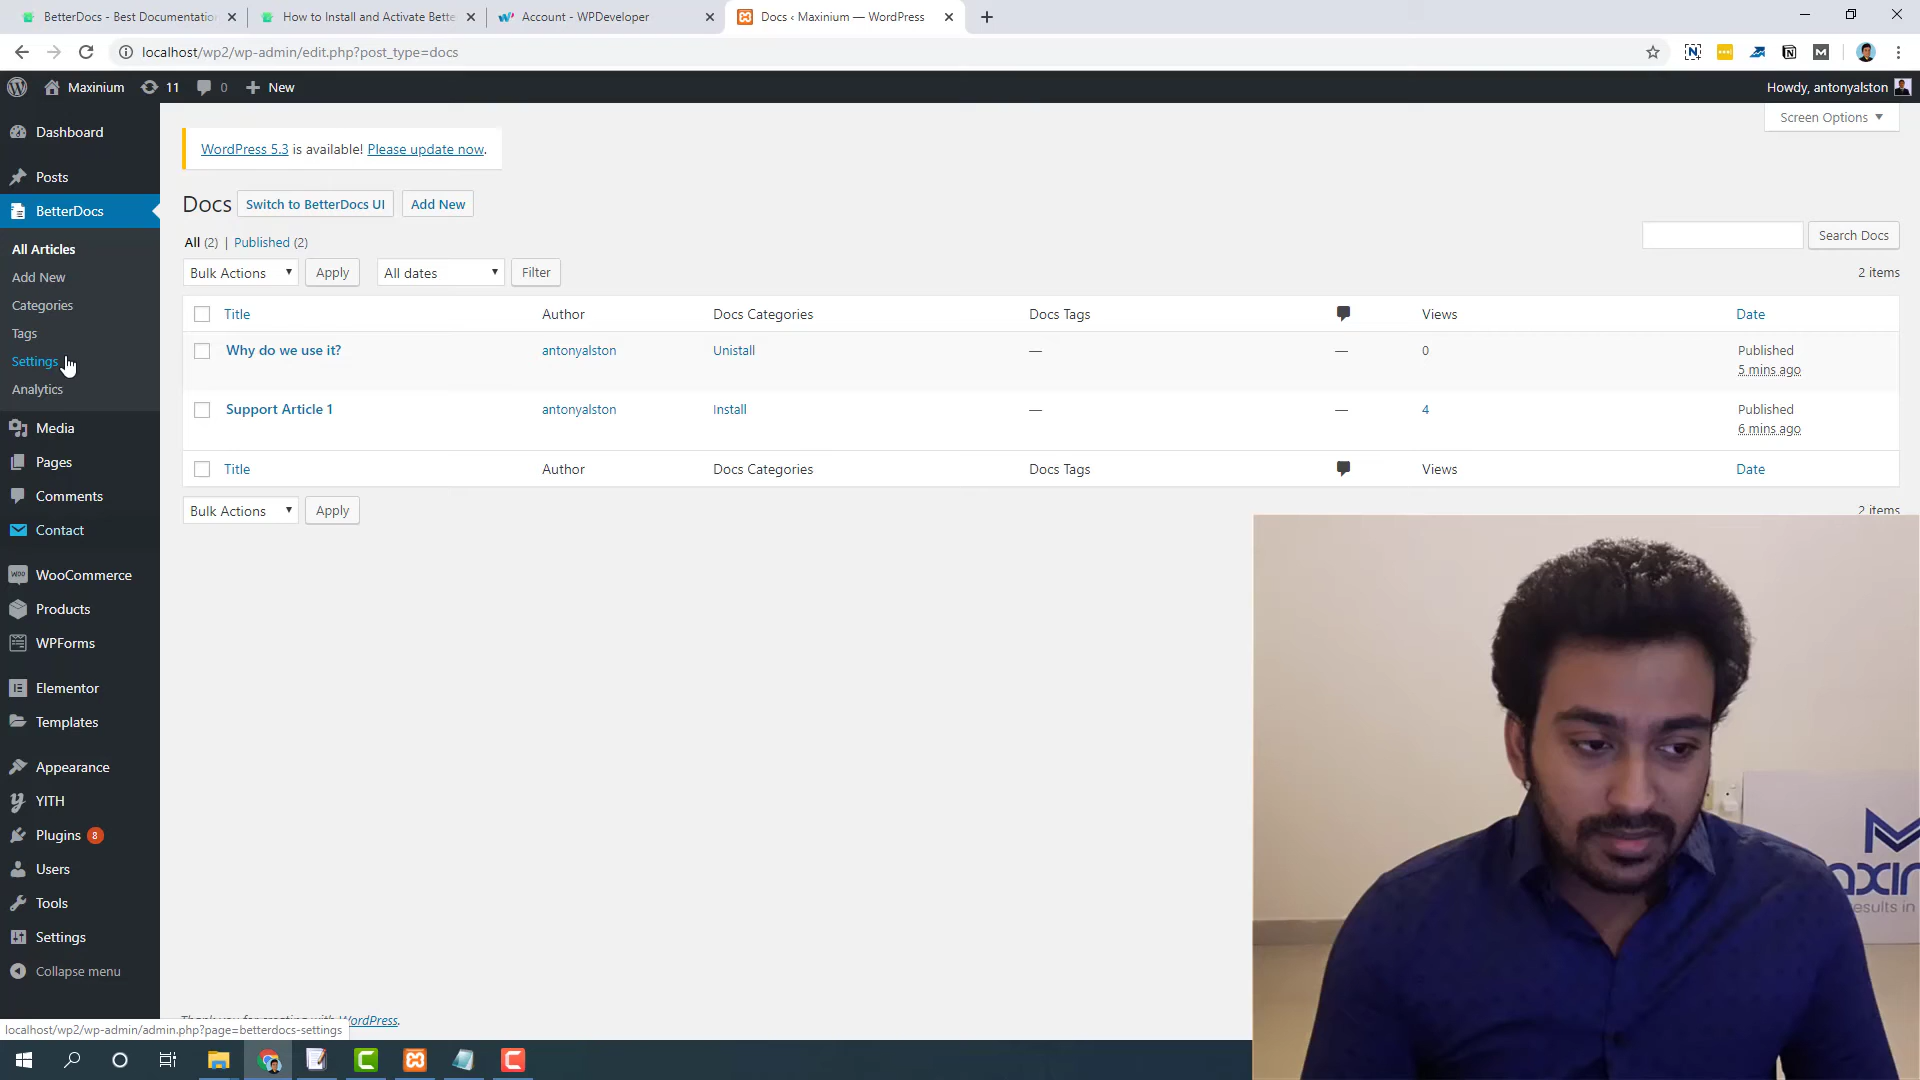 BetterDocs - Best Documentation
How to Install and Activate Bette
Account - WPDeveloper
Docs ‹ Maxinium — WordPress
localhost/wp2/wp-admin/edit.php?post_type=docs
Maxinium
11
0
New
Howdy, antonyalston
Dashboard
Posts
BetterDocs
All Articles
Add New
Categories
Tags
Settings
Analytics
Media
Pages
Comments
Contact
WooCommerce
Products
WPForms
Elementor
Templates
Appearance
YITH
Plugins 8
Users
Tools
Settings
Collapse menu
Screen Options
WordPress 5.3 is available! Please update now.
Docs Switch to BetterDocs UI Add New
All (2) | Published (2)
Search Docs
Bulk Actions Apply All dates Filter 2 items
Title Author Docs Categories Docs Tags Views Date
Why do we use it? antonyalston Unistall — — 0 Published
5 mins ago
Support Article 1 antonyalston Install — — 4 Published
6 mins ago
Title Author Docs Categories Docs Tags Views Date
Bulk Actions Apply 2 items
WordPress.
localhost/wp2/wp-admin/admin.php?page=betterdocs-settings
axin
esults in